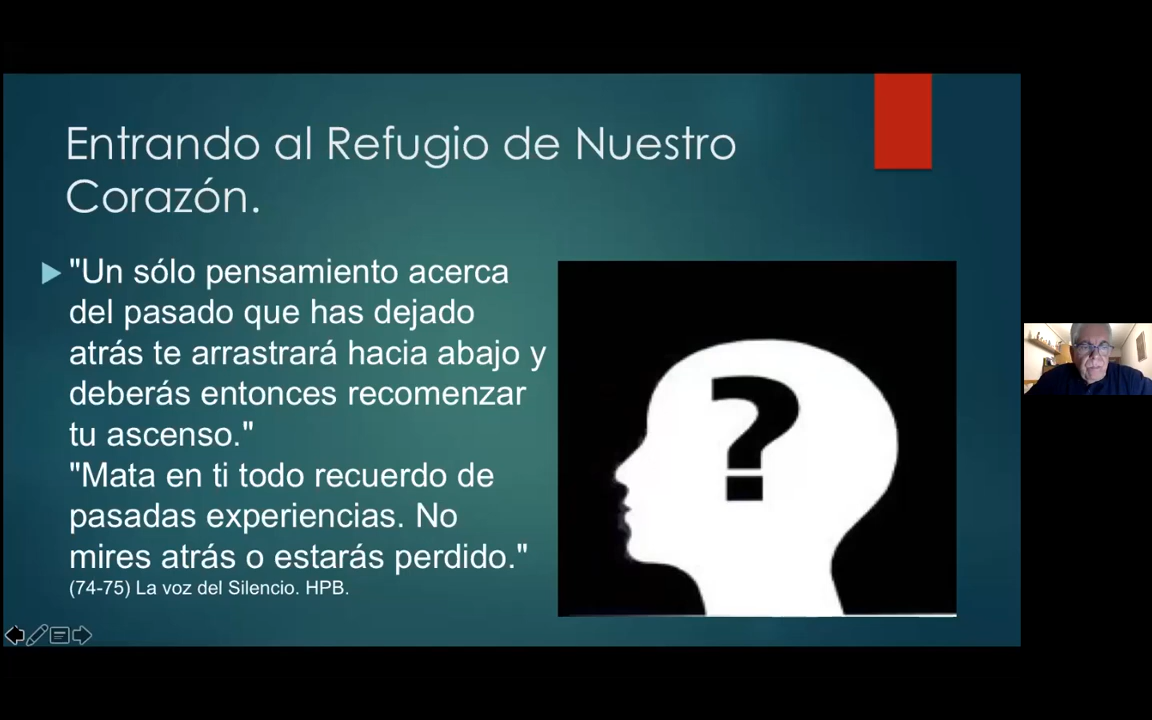 Entrando al Refugio de Nuestro
Corazón.
"Un sólo pensamiento acerca
del pasado que has dejado
atrás te arrastrará hacia abajo y
deberás entonces recomenzar
tu ascenso."
"Mata en ti todo recuerdo de
pasadas experiencias. No
mires atrás o estarás perdido."
(74-75) La voz del Silencio. HPB.
?